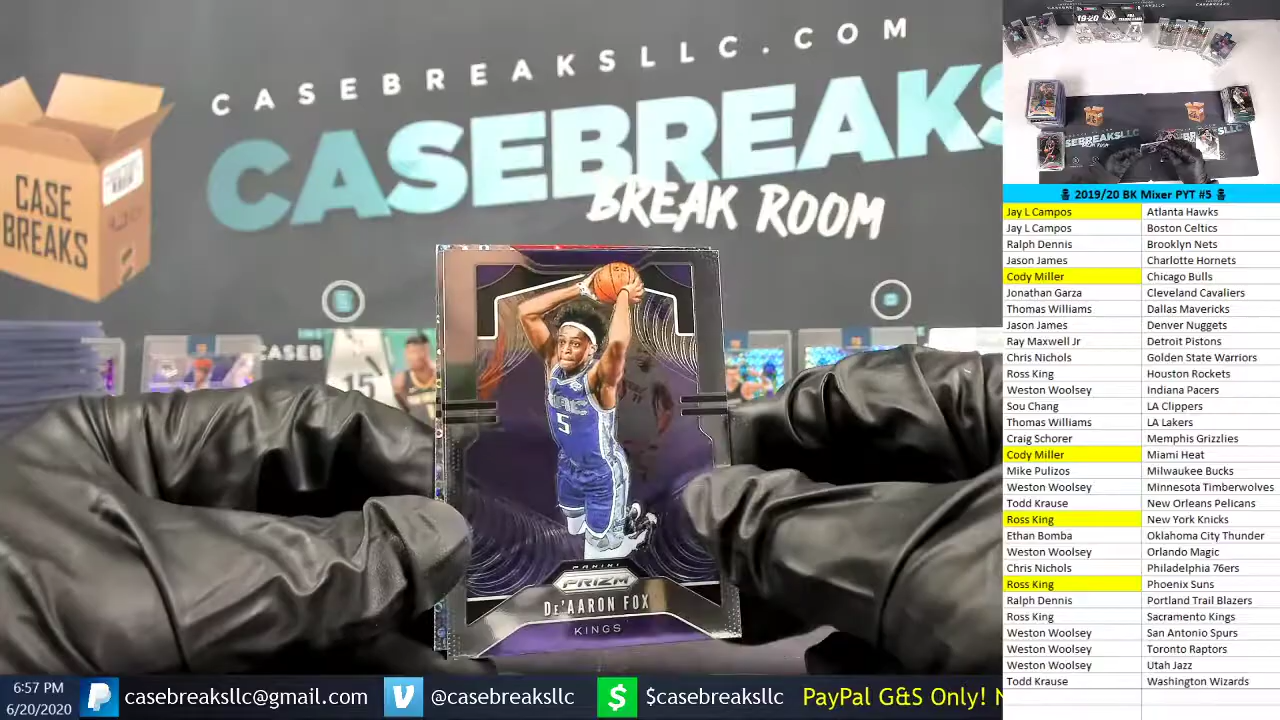 CASEBREAKSLLC.COM
CASEBREAKS
BREAK ROOM
CASE
BREAKS
CASEB
15
5
PANINI
PRIZM
DE'AARON FOX
KINGS
19-20
2019/20 BK Mixer PYT #5
Jay L Campos Atlanta Hawks
Jay L Campos Boston Celtics
Ralph Dennis Brooklyn Nets
Jason James Charlotte Hornets
Cody Miller Chicago Bulls
Jonathan Garza Cleveland Cavaliers
Thomas Williams Dallas Mavericks
Jason James Denver Nuggets
Ray Maxwell Jr Detroit Pistons
Chris Nichols Golden State Warriors
Ross King Houston Rockets
Weston Woolsey Indiana Pacers
Sou Chang LA Clippers
Thomas Williams LA Lakers
Craig Schorer Memphis Grizzlies
Cody Miller Miami Heat
Mike Pulizos Milwaukee Bucks
Weston Woolsey Minnesota Timberwolves
Todd Krause New Orleans Pelicans
Ross King New York Knicks
Ethan Bomba Oklahoma City Thunder
Weston Woolsey Orlando Magic
Chris Nichols Philadelphia 76ers
Ross King Phoenix Suns
Ralph Dennis Portland Trail Blazers
Ross King Sacramento Kings
Weston Woolsey San Antonio Spurs
Weston Woolsey Toronto Raptors
Weston Woolsey Utah Jazz
Todd Krause Washington Wizards
6:57 PM
6/20/2020
casebreaksllc@gmail.com
@casebreaksllc
$casebreaksllc
PayPal G&S Only! N